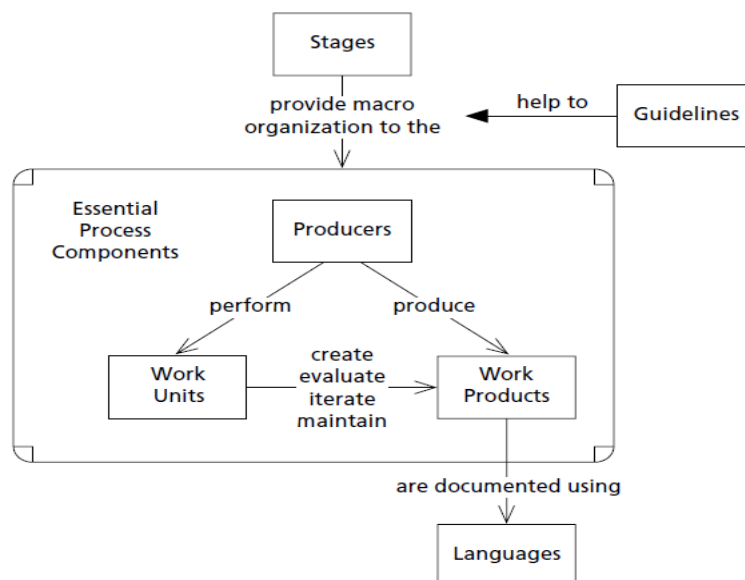 Stages
provide macro
organization to the
help to
Guidelines
Essential
Process
Components
Producers
perform
produce
Work
Units
create
evaluate
iterate
maintain
Work
Products
are documented using
Languages